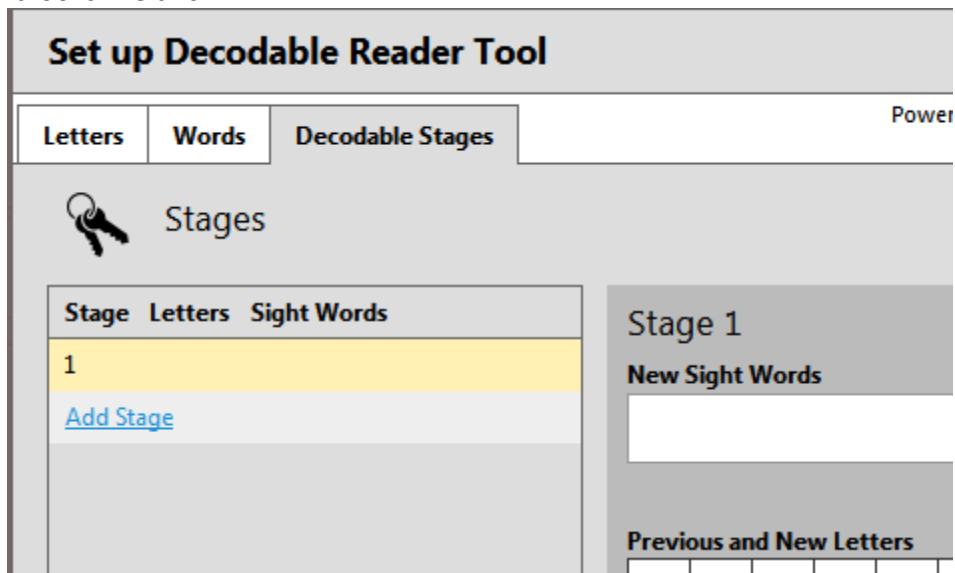 Set up Decodable Reader Tool
Letters Words Decodable Stages
Stages
Stage Letters Sight Words
1
Add Stage
Stage 1
New Sight Words
Previous and New Letters